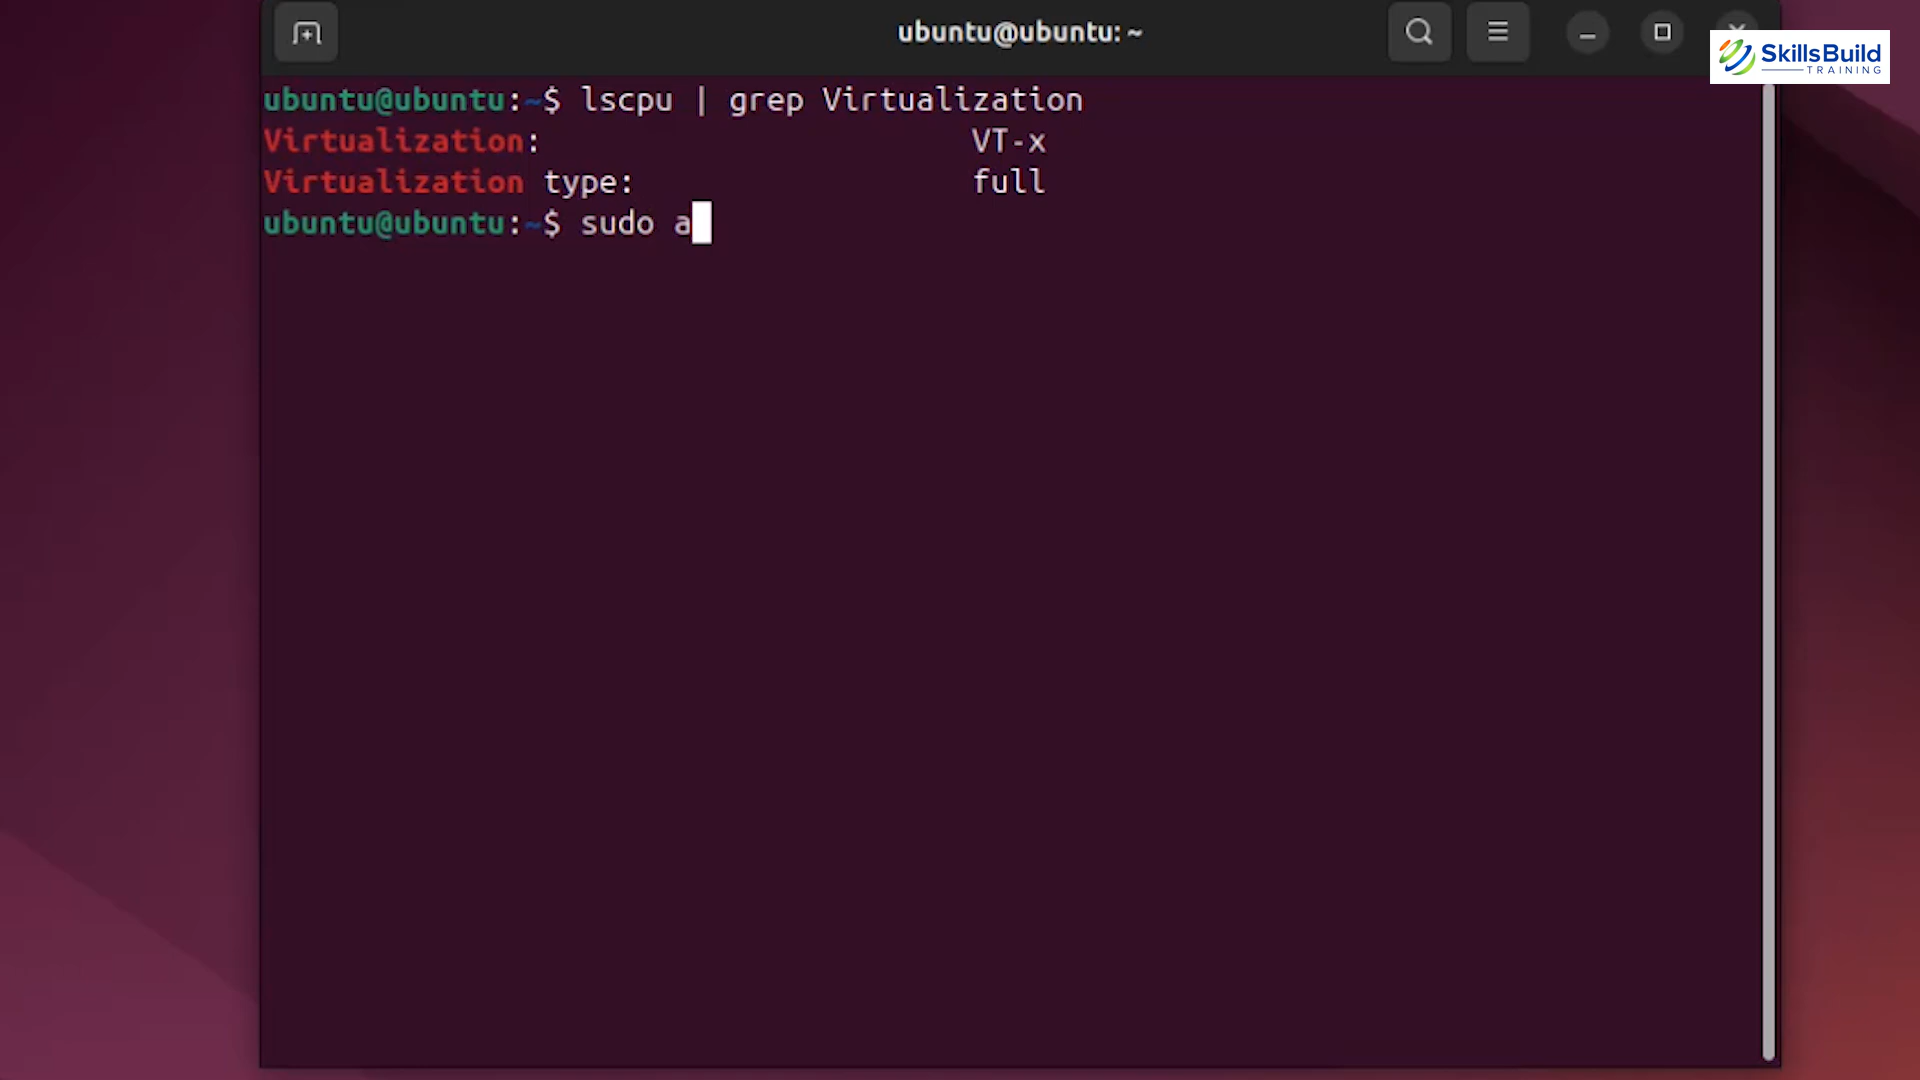 ubuntu@ubuntu: ~
SkillsBuild
TRAINING
ubuntu@ubuntu:~$ lscpu | grep Virtualization
Virtualization: VT-x
Virtualization type: full
ubuntu@ubuntu:~$ sudo a